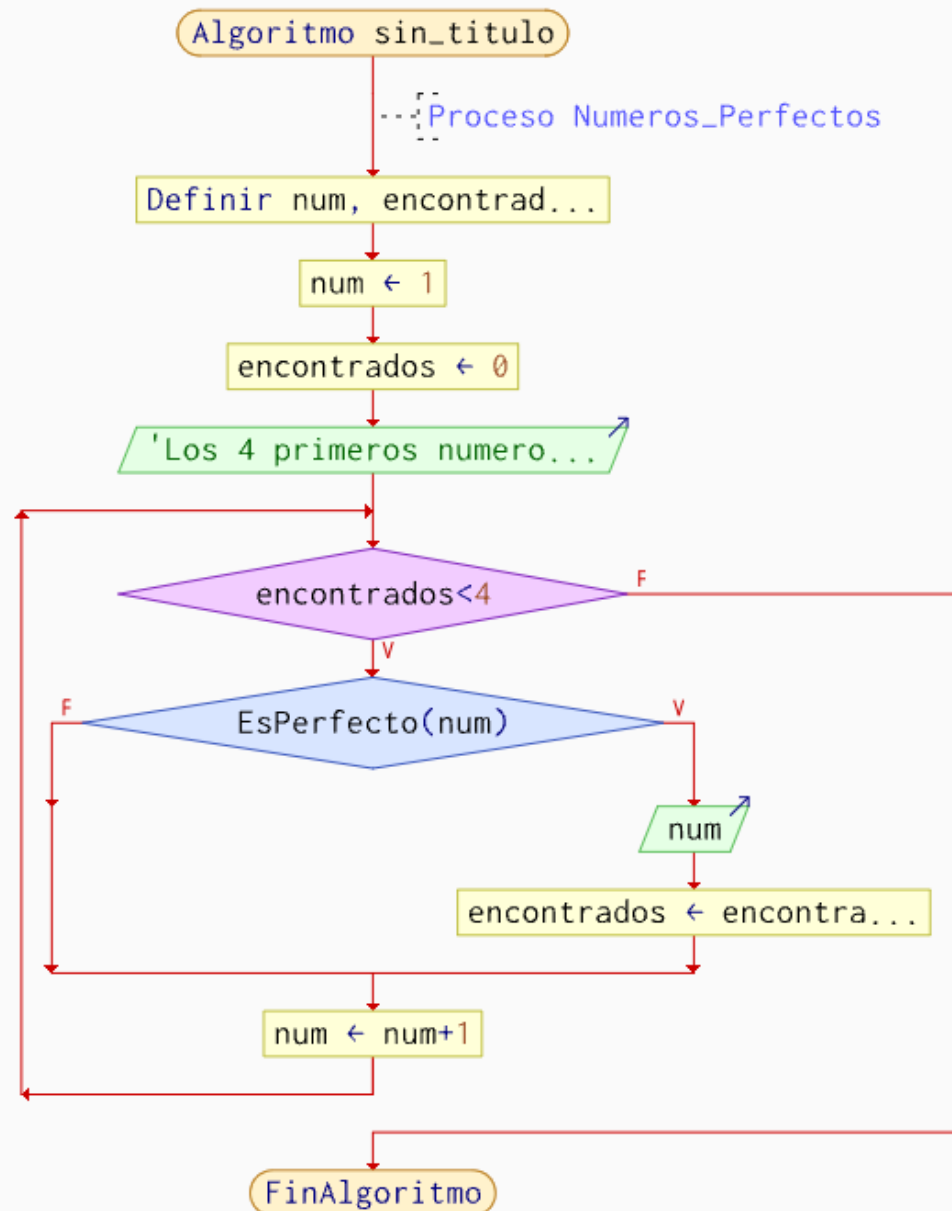 Algoritmo sin_titulo
Proceso Numeros_Perfectos
Definir num, encontrad...
num ← 1
encontrados ← 0
'Los 4 primeros numero...
encontrados<4
F
V
F
EsPerfecto(num)
V
num
encontrados ← encontra...
num ← num+1
FinAlgoritmo